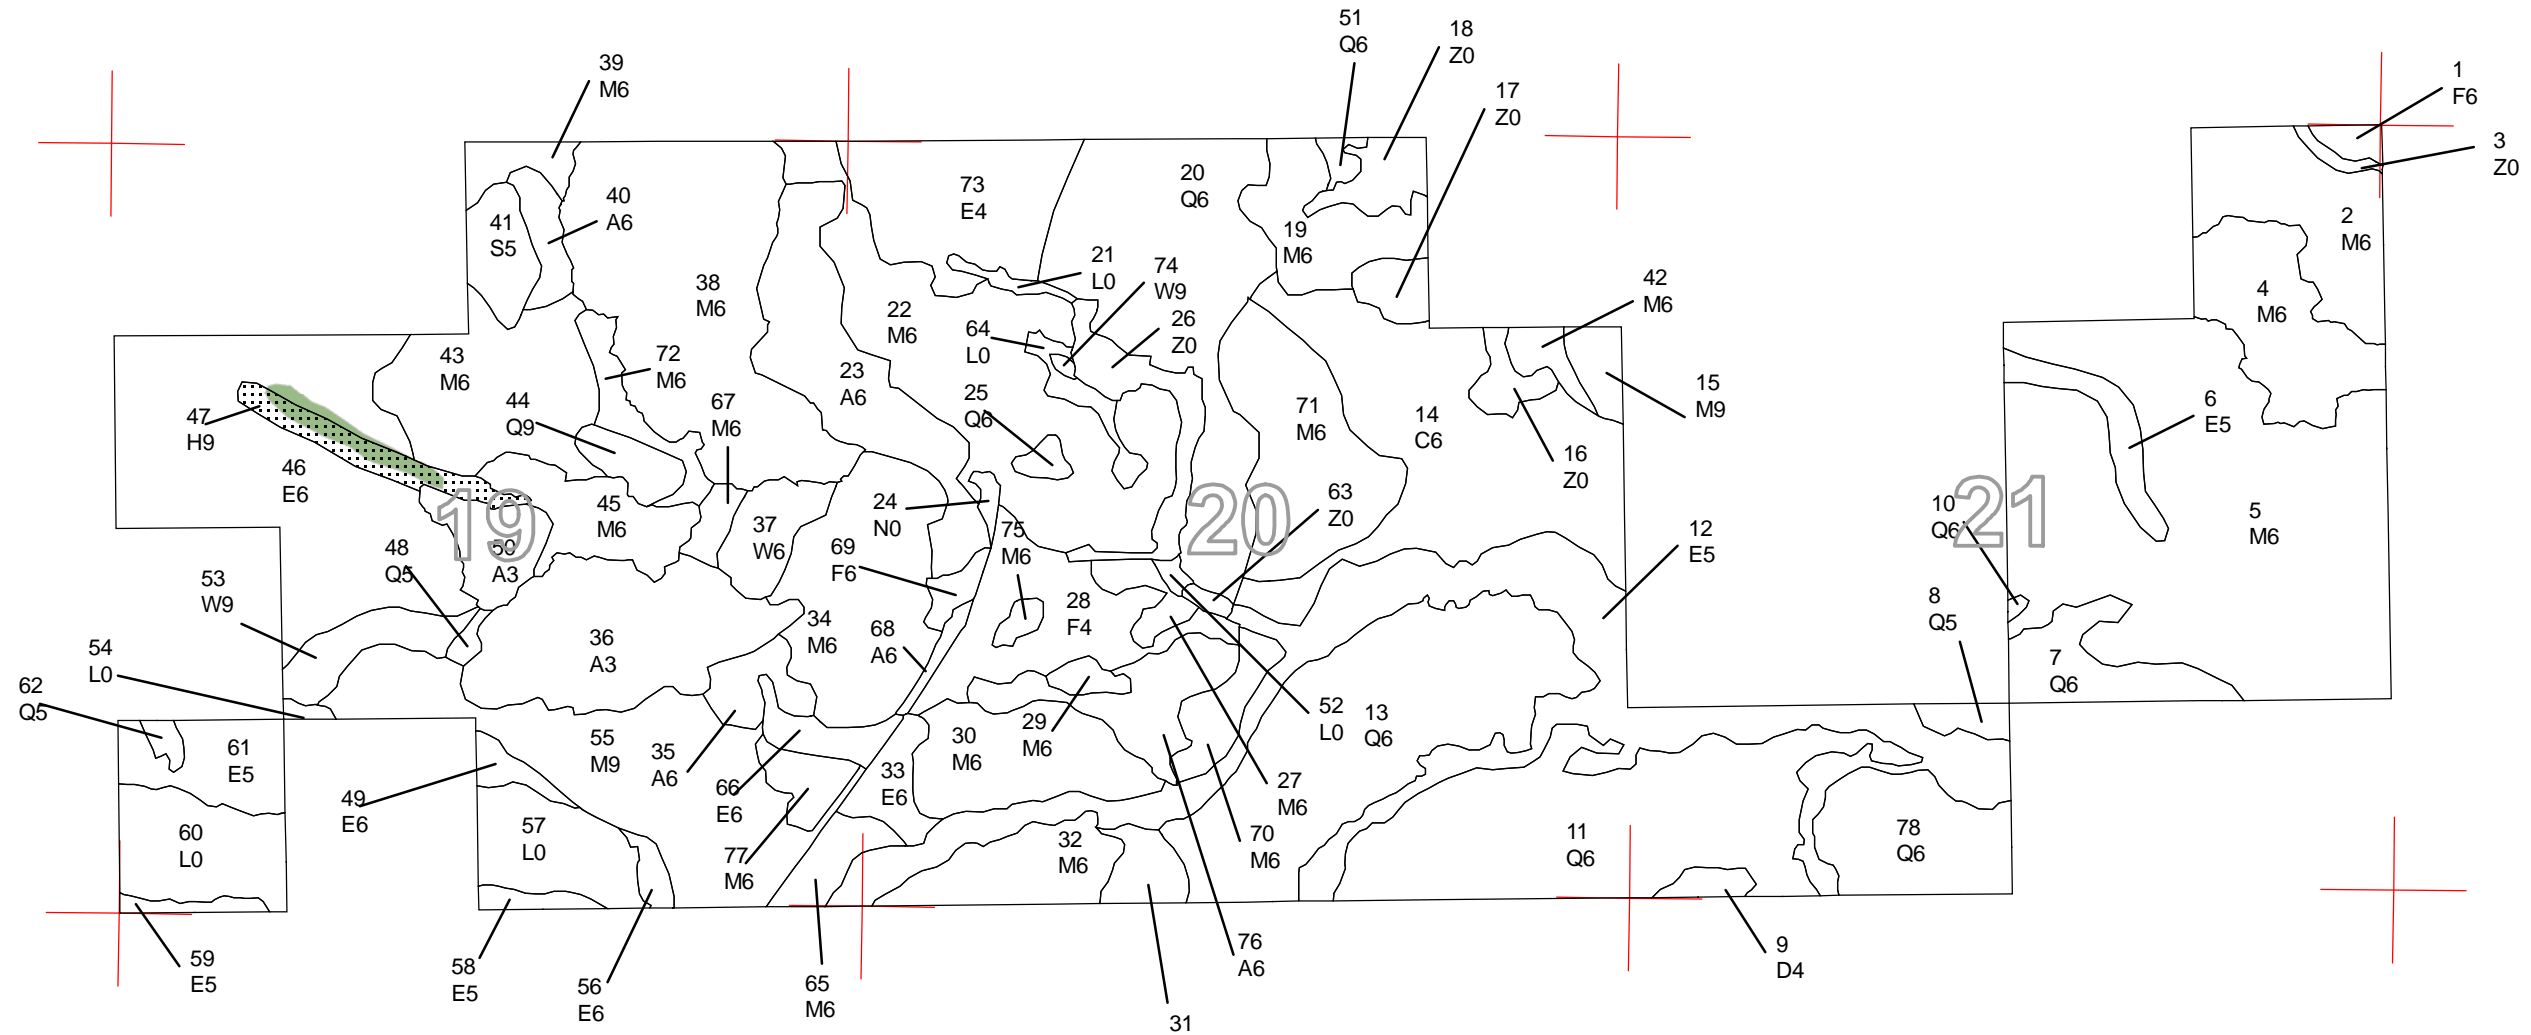 51
Q6
18
Z0
39
M6
17
Z0
1
F6
3
Z0
73
E4
20
Q6
40
A6
41
S5
19
M6
2
M6
21
L0
74
W9
38
M6
42
M6
4
M6
22
M6
64
L0
26
Z0
43
M6
72
M6
23
A6
15
M9
25
Q6
44
Q9
67
M6
71
M6
14
C6
6
E5
47
H9
46
E6
16
Z0
45
M6
24
N0
63
Z0
10
Q6
5
M6
19
20
21
37
W6
75
M6
12
E5
48
Q5
50
A3
69
F6
53
W9
28
F4
8
Q5
34
M6
68
A6
36
A3
54
L0
7
Q6
62
Q5
52
L0
13
Q6
29
M6
30
M6
55
M9
35
A6
61
E5
33
E6
27
M6
66
E6
49
E6
60
L0
57
L0
32
M6
70
M6
11
Q6
78
Q6
77
M6
76
A6
9
D4
59
E5
58
E5
56
E6
65
M6
31